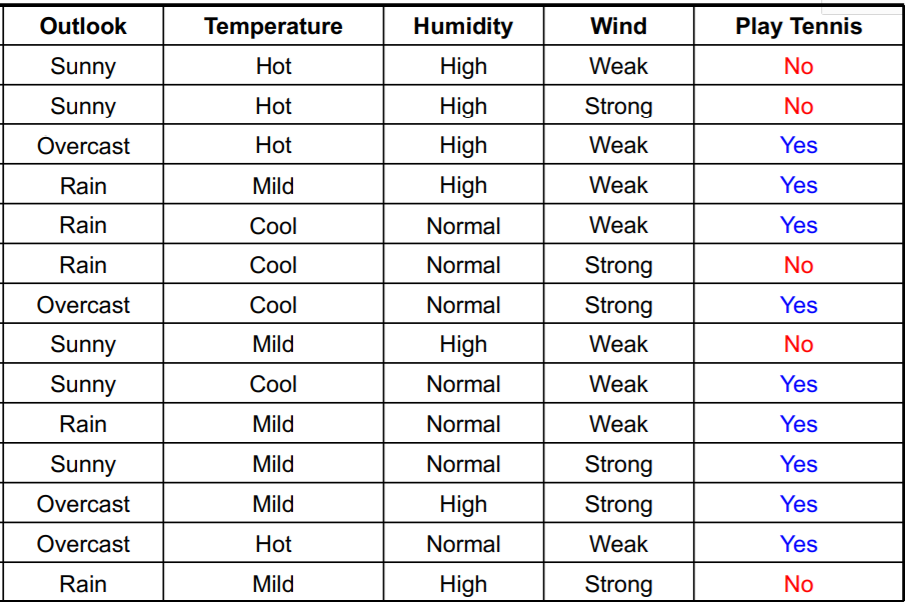 Outlook Temperature Humidity Wind Play Tennis
Sunny Hot High Weak No
Sunny Hot High Strong No
Overcast Hot High Weak Yes
Rain Mild High Weak Yes
Rain Cool Normal Weak Yes
Rain Cool Normal Strong No
Overcast Cool Normal Strong Yes
Sunny Mild High Weak No
Sunny Cool Normal Weak Yes
Rain Mild Normal Weak Yes
Sunny Mild Normal Strong Yes
Overcast Mild High Strong Yes
Overcast Hot Normal Weak Yes
Rain Mild High Strong No